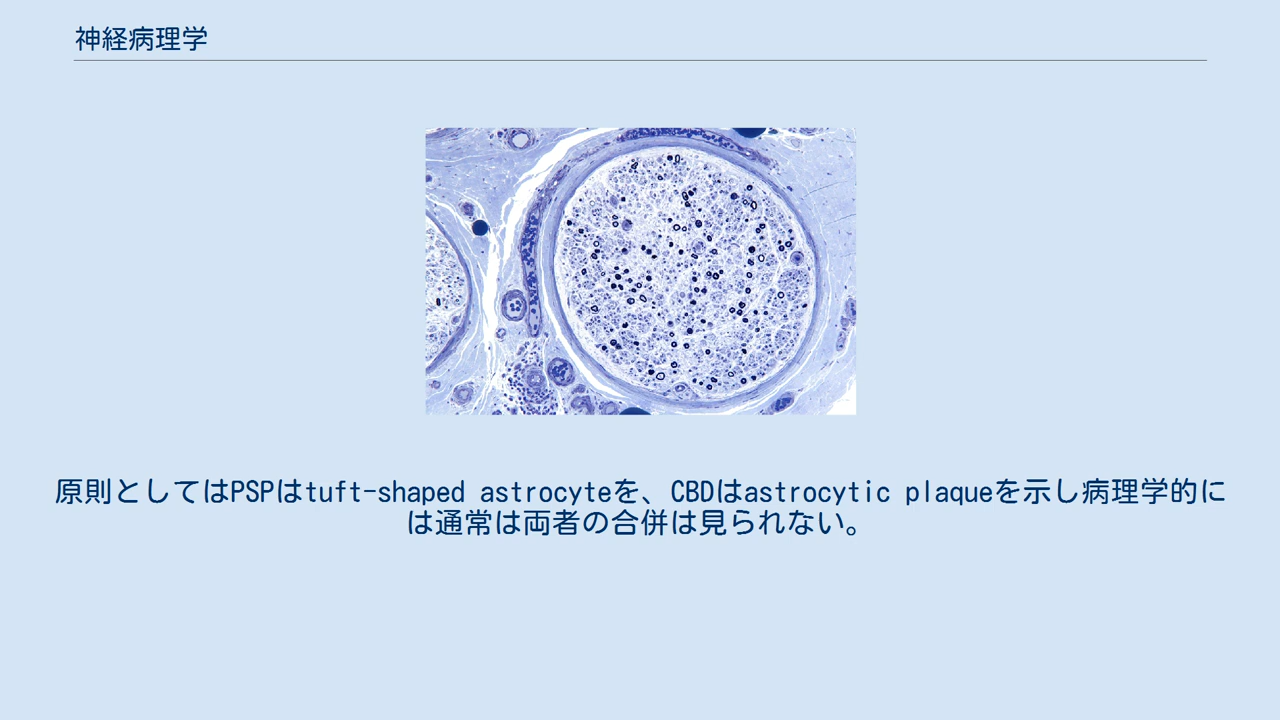 神経病理学
原則としてはPSPはtuft-shaped astrocyteを、CBDはastrocytic plaqueを示し病理学的に
は通常は両者の合併は見られない。